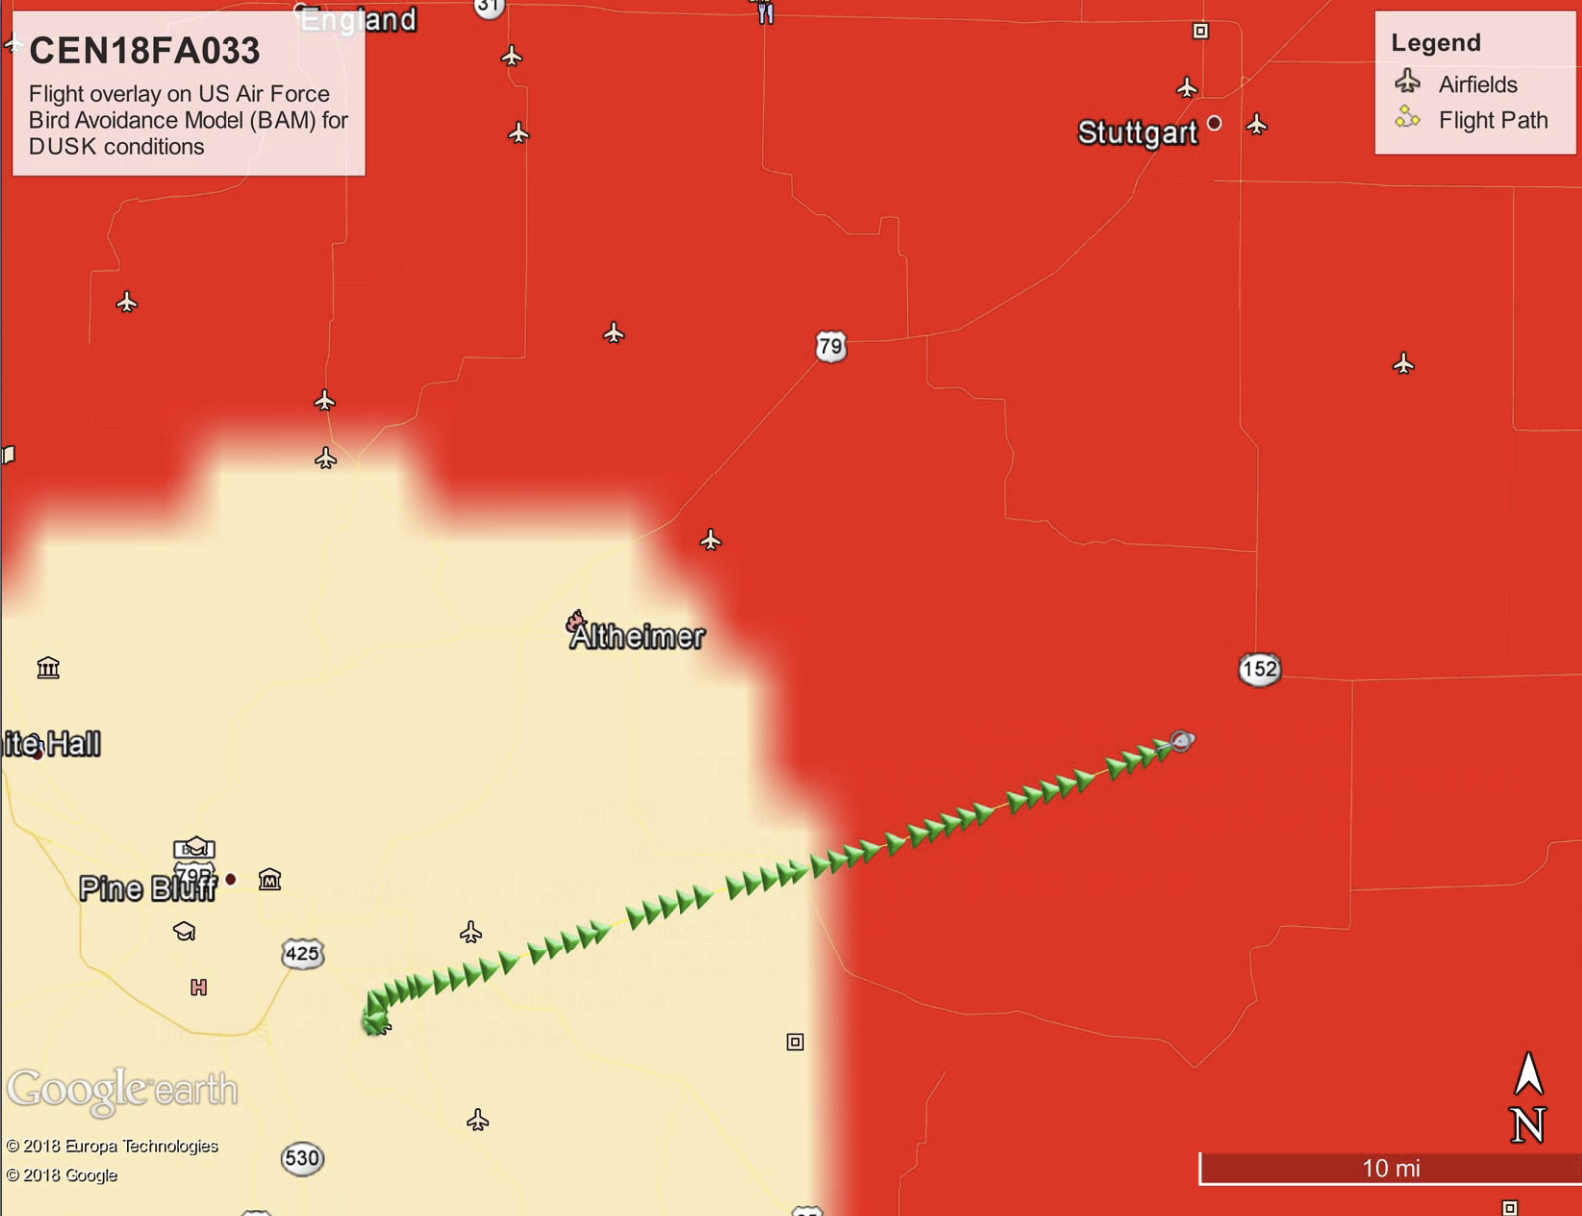 England
31
CEN18FA033
Flight overlay on US Air Force
Bird Avoidance Model (BAM) for
DUSK conditions
Legend
Airfields
Flight Path
Stuttgart
79
Altheimer
152
ite Hall
Pine Bluff
425
H
Google earth
© 2018 Europa Technologies
© 2018 Google
530
N
10 mi